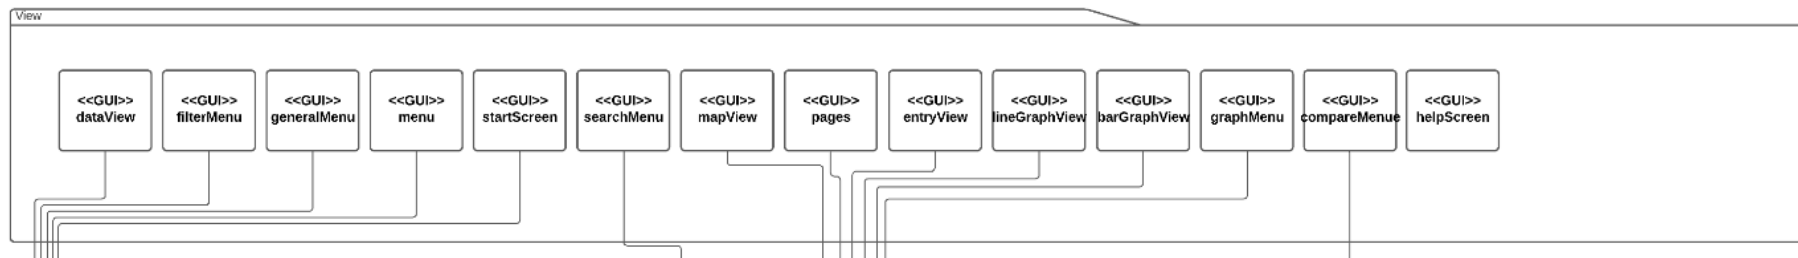 View
<<GUI>>
dataView
<<GUI>>
filterMenu
<<GUI>>
generalMenu
<<GUI>>
menu
<<GUI>>
startScreen
<<GUI>>
searchMenu
<<GUI>>
mapView
<<GUI>>
pages
<<GUI>>
entryView
<<GUI>>
lineGraphView
<<GUI>>
barGraphView
<<GUI>>
graphMenu
<<GUI>>
compareMenue
<<GUI>>
helpScreen